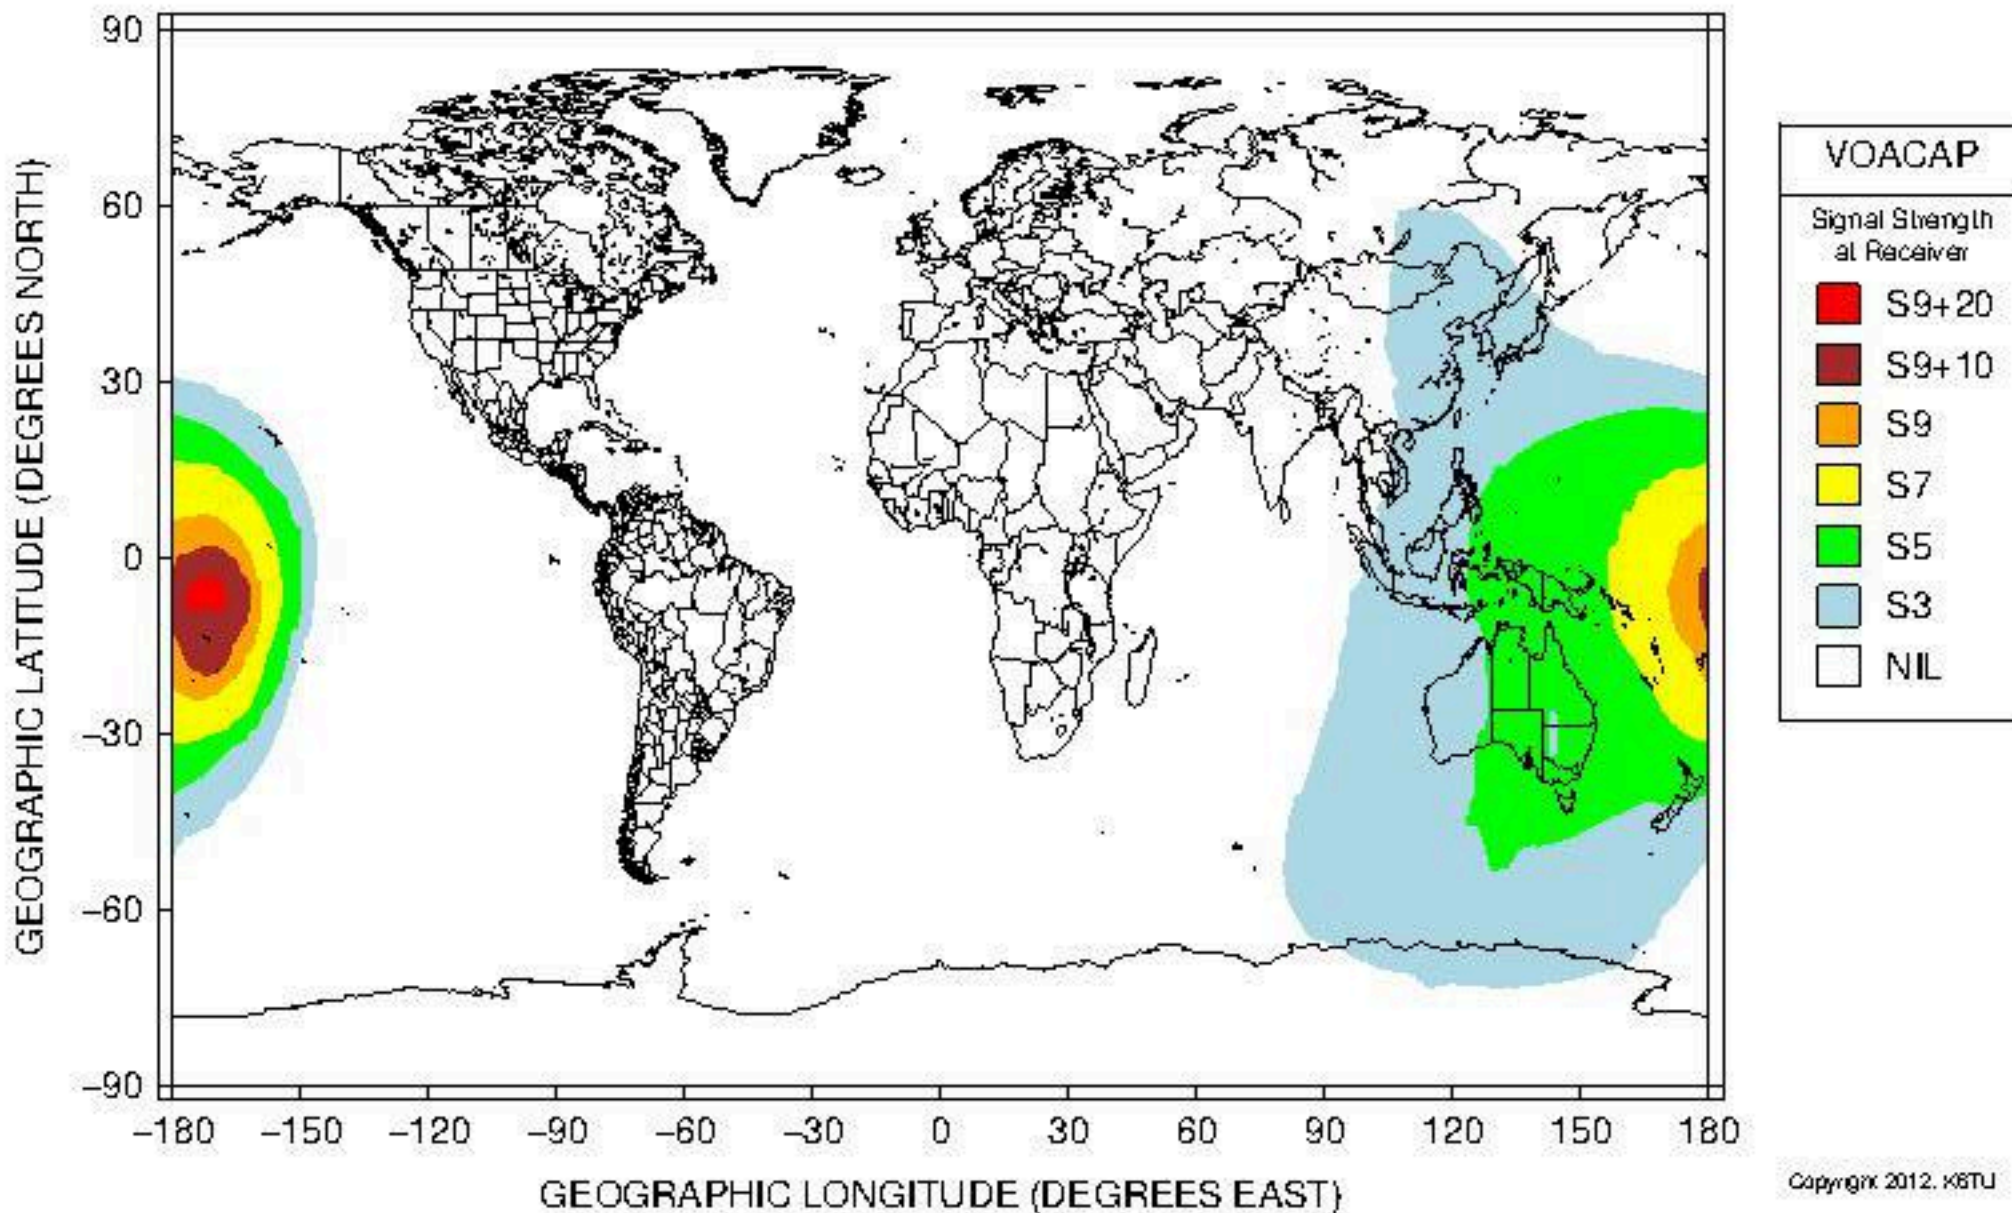 GEOGRAPHIC LATITUDE (DEGREES NORTH)
90
60
30
0
−30
−60
−90
−180 −150 −120 −90 −60 −30 0 30 60 90 120 150 180
GEOGRAPHIC LONGITUDE (DEGREES EAST)
VOACAP
Signal Strength
at Receiver
S9+20
S9+10
S9
S7
S5
S3
NIL
Copyright 2012, K6TU